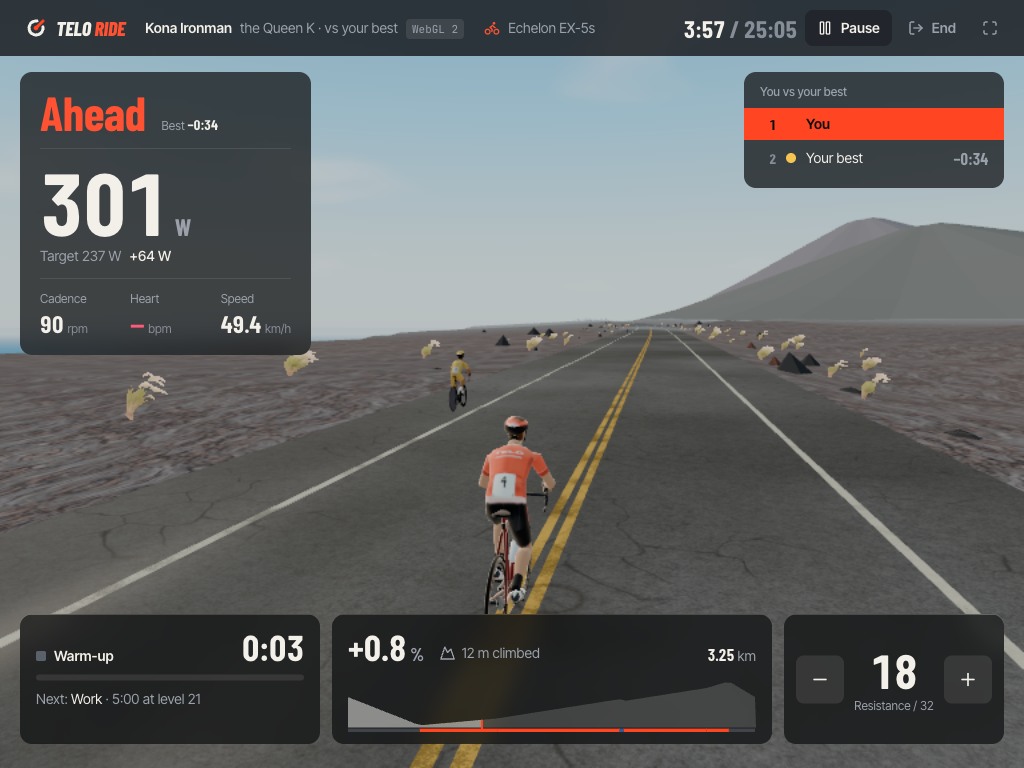 TELO RIDE
Kona Ironman the Queen K · vs your best WebGL 2
Echelon EX-5s
3:57 / 25:05
Pause
End
Ahead Best −0:34
301 W
Target 237 W +64 W
Cadence Heart Speed
90 rpm – bpm 49.4 km/h
You vs your best
1 You
2 Your best −0:34
TELO
Warm-up 0:03
Next: Work · 5:00 at level 21
+0.8 % 12 m climbed 3.25 km
− 18 +
Resistance / 32